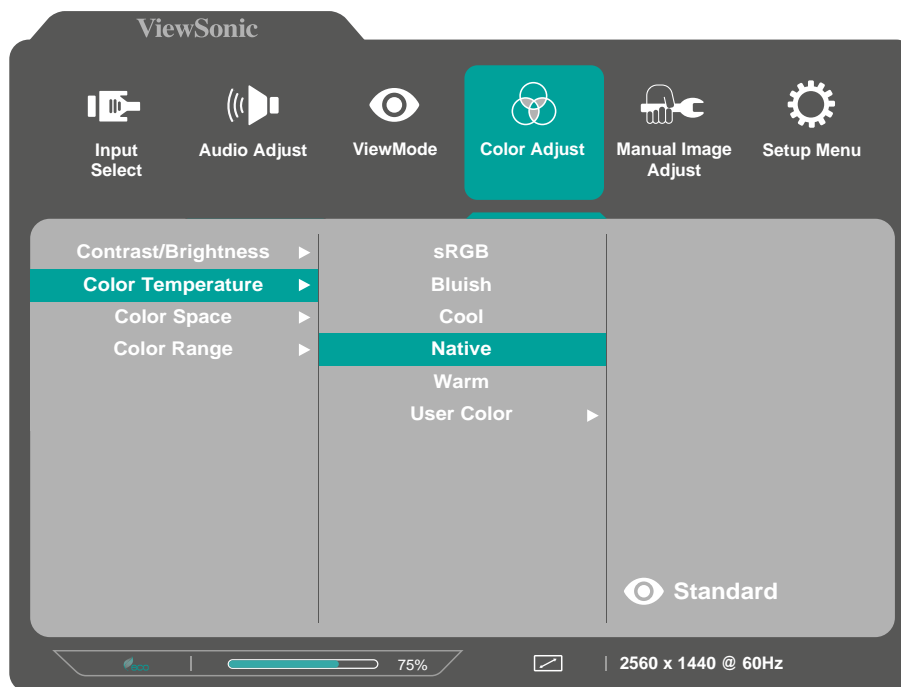 ViewSonic
Input Select
Audio Adjust
ViewMode
Color Adjust
Manual Image Adjust
Setup Menu
Contrast/Brightness
Color Temperature
Color Space
Color Range
sRGB
Bluish
Cool
Native
Warm
User Color
Standard
eco
75%
2560 x 1440 @ 60Hz